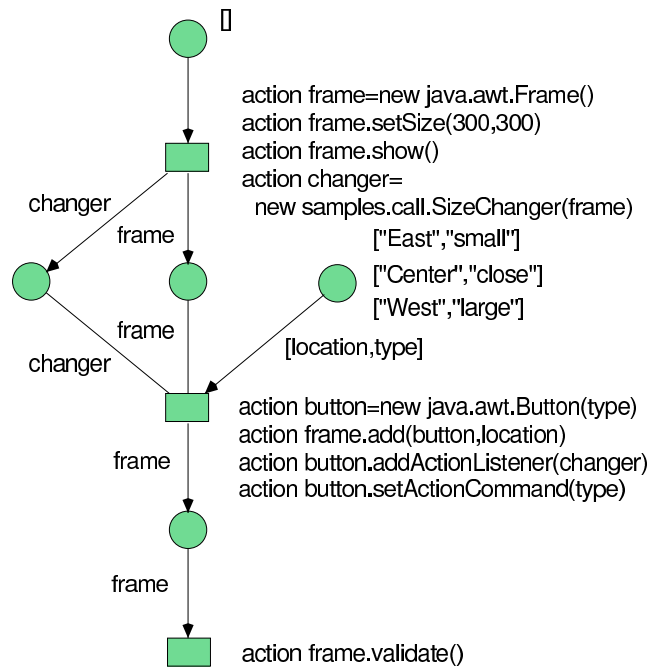 []
action frame=new java.awt.Frame()
action frame.setSize(300,300)
action frame.show()
action changer=
new samples.call.SizeChanger(frame)
changer
frame
["East","small"]
["Center","close"]
["West","large"]
frame
changer
[location,type]
action button=new java.awt.Button(type)
action frame.add(button,location)
action button.addActionListener(changer)
action button.setActionCommand(type)
frame
frame
action frame.validate()